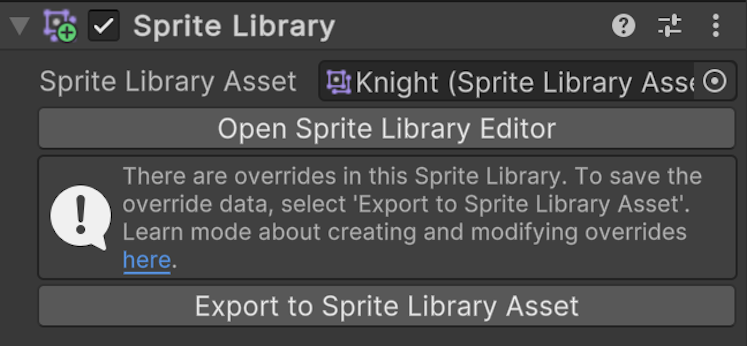 Sprite Library
Sprite Library Asset
Knight (Sprite Library Asse
Open Sprite Library Editor
There are overrides in this Sprite Library. To save the
override data, select 'Export to Sprite Library Asset'.
Learn mode about creating and modifying overrides
here.
Export to Sprite Library Asset